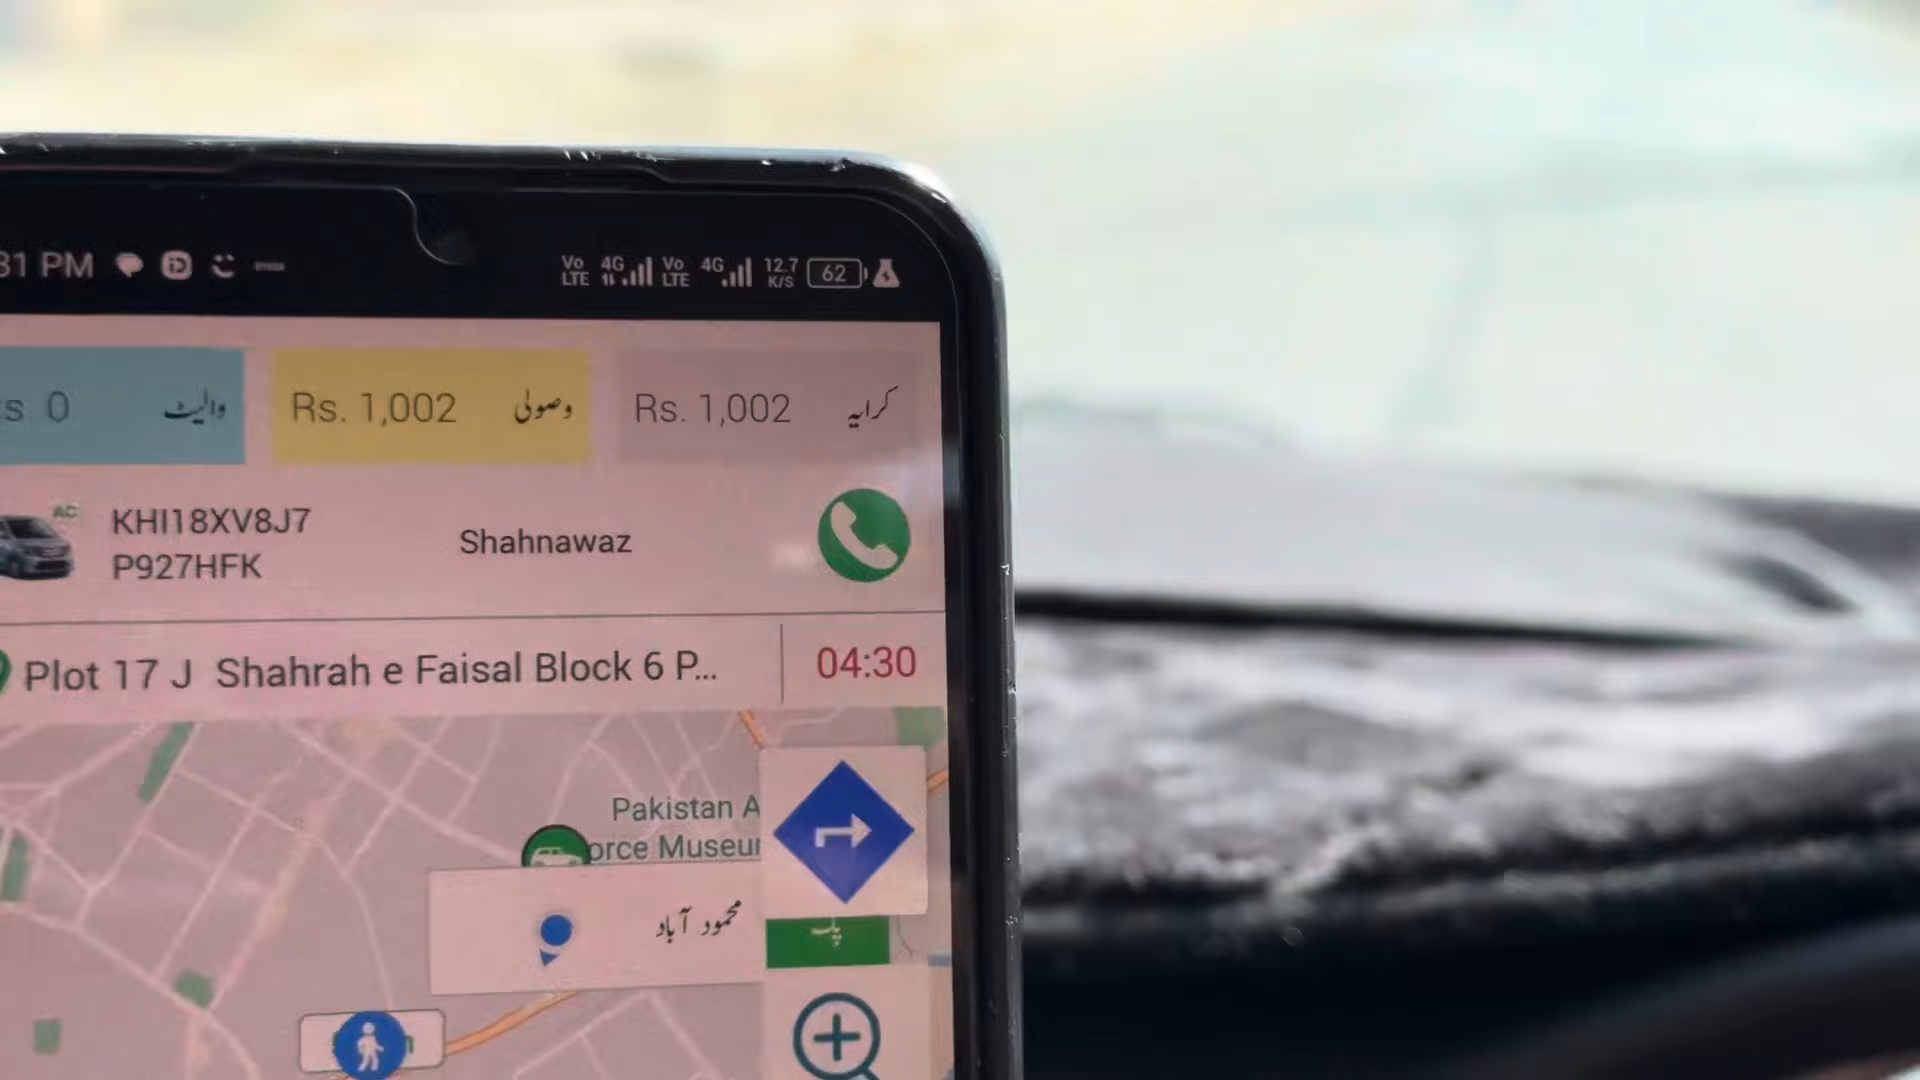 31 PM
Vo LTE 4G Vo LTE 4G 12.7 K/S 62
s 0 والیٹ
Rs. 1,002 وصولی
Rs. 1,002 کرایہ
AC
KHI18XV8J7
P927HFK
Shahnawaz
Plot 17 J Shahrah e Faisal Block 6 P...
04:30
Pakistan A
orce Museu
محمود آباد
پک